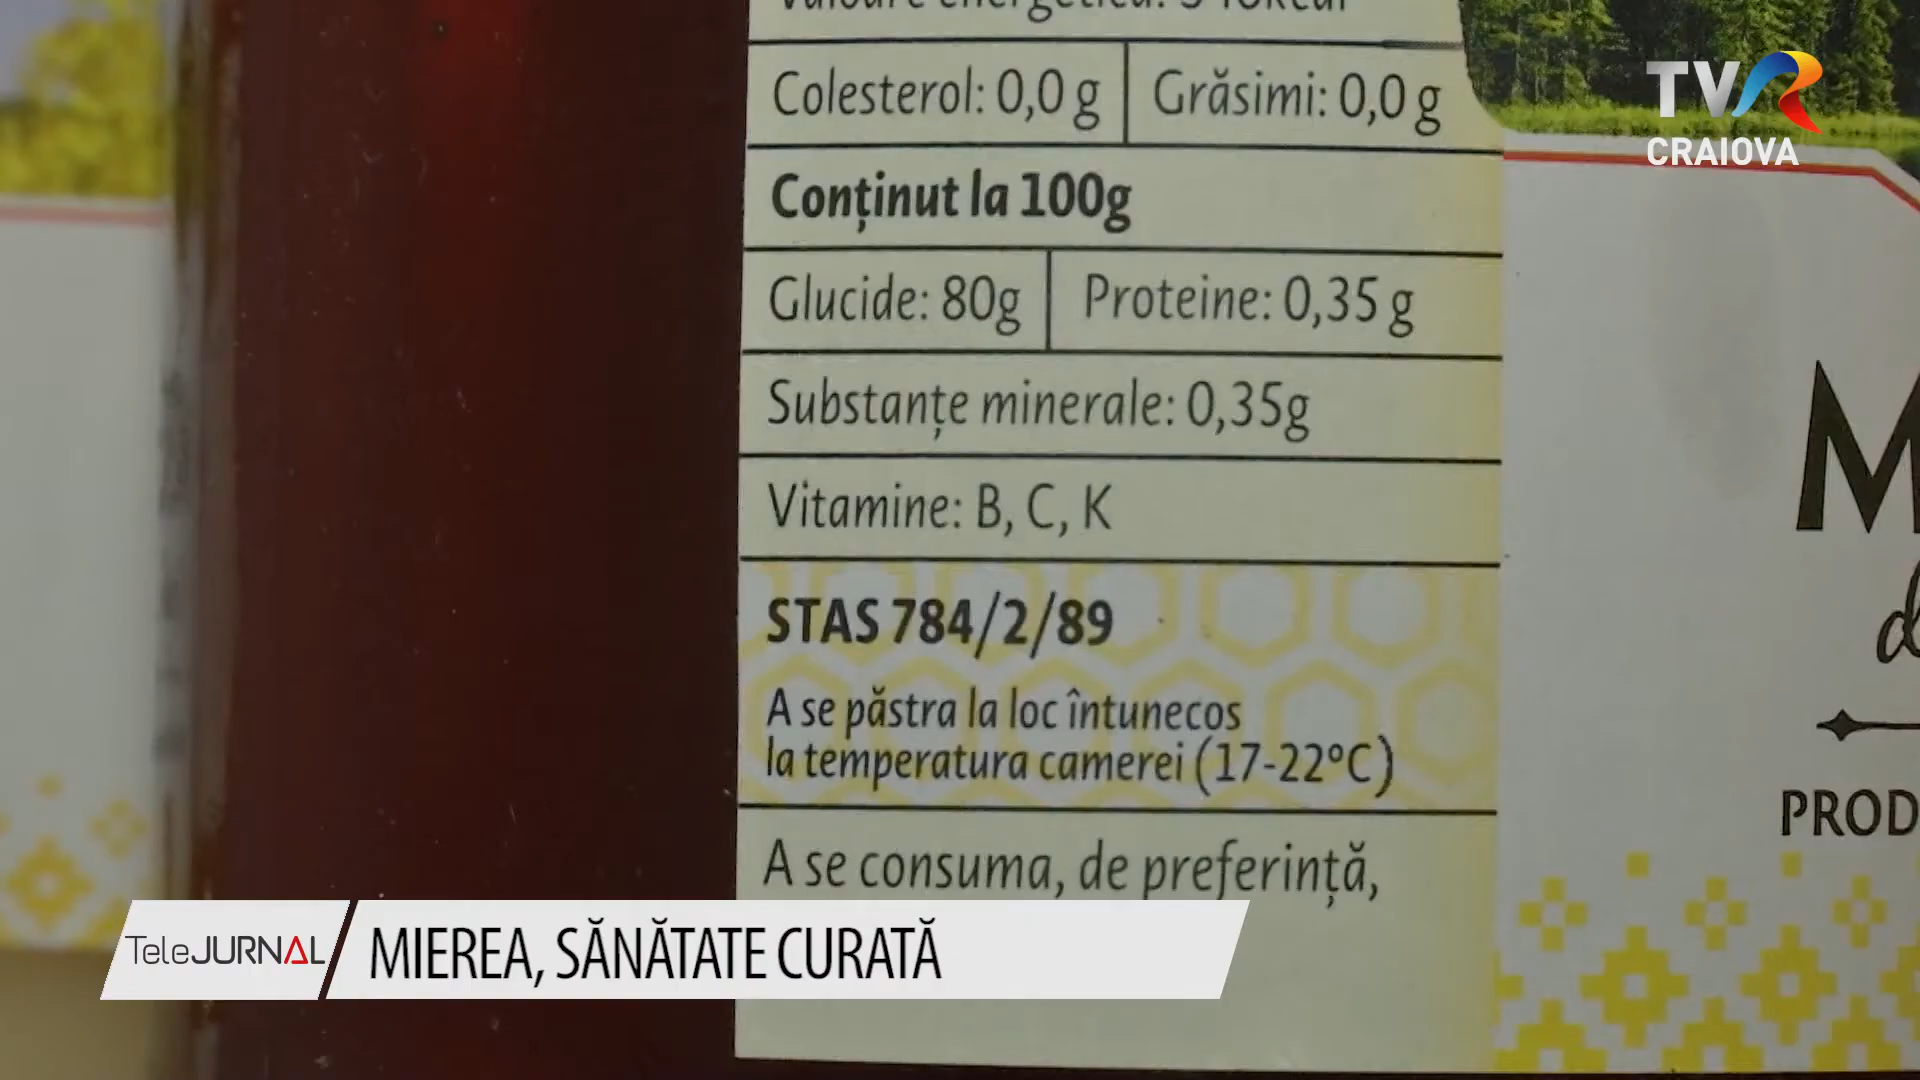 Colesterol: 0,0 g
Grăsimi: 0,0 g
Conținut la 100g
Glucide: 80g
Proteine: 0,35 g
Substanțe minerale: 0,35g
Vitamine: B, C, K
STAS 784/2/89
A se păstra la loc întunecos
la temperatura camerei (17-22°C)
A se consuma, de preferință,
TVR
CRAIOVA
TeleJURNAL
MIEREA, SĂNĂTATE CURATĂ